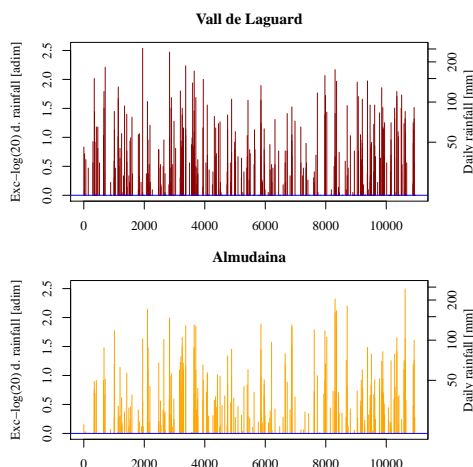 Vall de Laguard
Exc−log(20) d. rainfall [adim]
0.0 0.5 1.0 1.5 2.0 2.5
50 100 200
Daily rainfall [mm]
0 2000 4000 6000 8000 10000
Almudaina
Exc−log(20) d. rainfall [adim]
0.0 0.5 1.0 1.5 2.0 2.5
50 100 200
Daily rainfall [mm]
0 2000 4000 6000 8000 10000